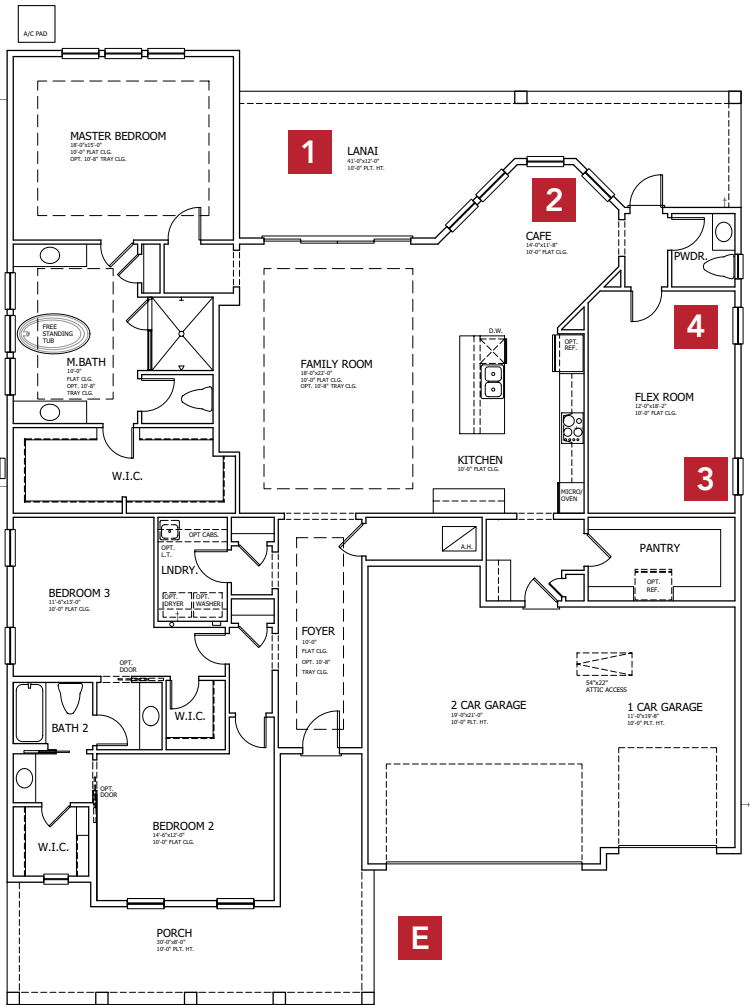 A/C PAD
MASTER BEDROOM
18'-0"x15'-0"
10'-0" FLAT CLG.
OPT. 10'-8" TRAY CLG.
1
LANAI
41'-0"x12'-0"
10'-0" PLT. HT.
2
CAFE
14'-0"x11'-8"
10'-0" FLAT CLG.
PWDR.
FREE
STANDING
TUB
M.BATH
10'-0"
FLAT CLG.
OPT. 10'-8"
TRAY CLG.
FAMILY ROOM
18'-0"x22'-0"
10'-0" FLAT CLG.
OPT. 10'-8" TRAY CLG.
D.W.
OPT.
REF.
4
FLEX ROOM
12'-0"x18'-2"
10'-0" FLAT CLG.
3
KITCHEN
10'-0" FLAT CLG.
MICRO/
OVEN
W.I.C.
OPT CABS.
OPT.
L.T.
LNDRY.
OPT.
DRYER
OPT.
WASHER
A.H.
PANTRY
OPT.
REF.
BEDROOM 3
11'-6"x13'-0"
10'-0" FLAT CLG.
FOYER
10'-0"
FLAT CLG.
OPT. 10'-8"
TRAY CLG.
OPT.
DOOR
54"x22"
ATTIC ACCESS
W.I.C.
BATH 2
2 CAR GARAGE
19'-0"x21'-0"
10'-0" PLT. HT.
1 CAR GARAGE
11'-0"x19'-8"
10'-0" PLT. HT.
OPT.
DOOR
BEDROOM 2
14'-6"x12'-0"
10'-0" FLAT CLG.
W.I.C.
PORCH
30'-0"x8'-0"
10'-0" PLT. HT.
E